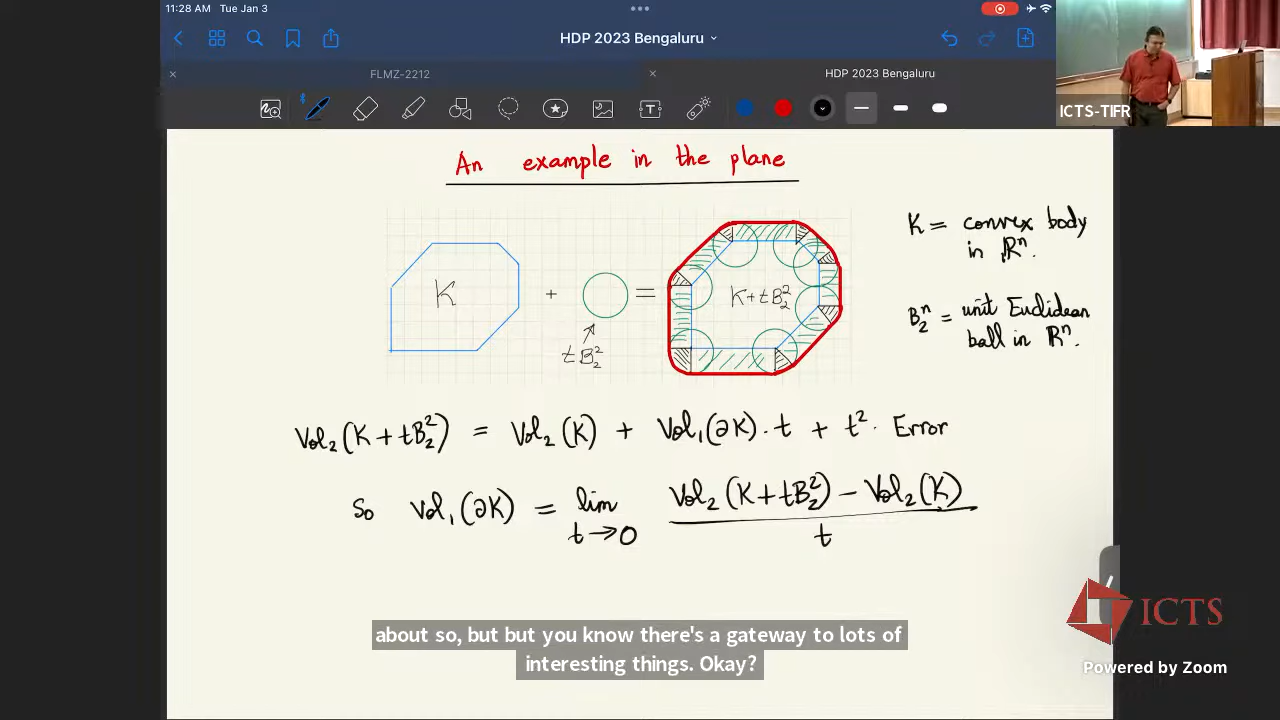 11:28 AM Tue Jan 3
HDP 2023 Bengaluru
FLMZ-2212
HDP 2023 Bengaluru
ICTS-TIFR
An example in the plane
K
+
=
K+tB₂²
tB₂²
K = convex body
in Rⁿ.
B₂ⁿ = unit Euclidean
ball in Rⁿ.
Vol₂(K+tB₂²) = Vol₂(K) + Vol₁(∂K)·t + t²· Error
So Vol₁(∂K) = lim t→0 Vol₂(K+tB₂²) – Vol₂(K)
t
about so, but but you know there's a gateway to lots of
interesting things. Okay?
ICTS
Powered by Zoom